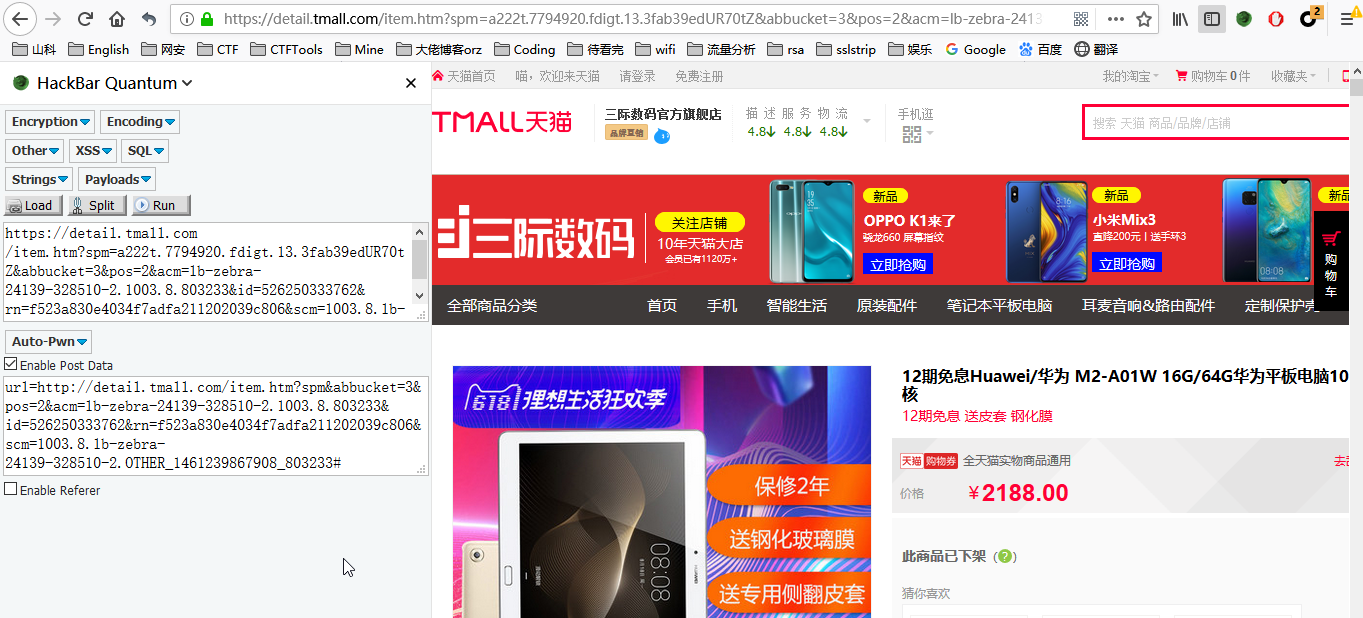 https://detail.tmall.com/item.htm?spm=a222t.7794920.fdigt.13.3fab39edUR70tZ&abbucket=3&pos=2&acm=lb-zebra-2413
2
山科 English 网安 CTF CTFTools Mine 大佬博客orz Coding 待看完 wifi 流量分析 rsa sslstrip 娱乐 Google 百度 翻译
HackBar Quantum
Encryption Encoding
Other XSS SQL
Strings Payloads
Load Split Run
https://detail.tmall.com
/item.htm?spm=a222t.7794920.fdigt.13.3fab39edUR70t
Z&abbucket=3&pos=2&acm=lb-zebra-
24139-328510-2.1003.8.803233&id=526250333762&
rn=f523a830e4034f7adfa211202039c806&scm=1003.8.lb-
Auto-Pwn
Enable Post Data
url=http://detail.tmall.com/item.htm?spm&abbucket=3&
pos=2&acm=lb-zebra-24139-328510-2.1003.8.803233&
id=526250333762&rn=f523a830e4034f7adfa211202039c806&
scm=1003.8.lb-zebra-
24139-328510-2.OTHER_1461239867908_803233#
Enable Referer
天猫首页 喵，欢迎来天猫 请登录 免费注册 我的淘宝 购物车0件 收藏夹
TMALL天猫
三际数码官方旗舰店
品牌直销
描述 服务 物流
4.8 4.8 4.8
手机逛
搜索 天猫 商品/品牌/店铺
三际数码
关注店铺
10年天猫大店
会员已有1120万+
新品
OPPO K1来了
骁龙660 屏幕指纹
立即抢购
新品
小米Mix3
直降200元丨送手环3
立即抢购
08:08
新品
购物车
全部商品分类 首页 手机 智能生活 原装配件 笔记本平板电脑 耳麦音响&路由配件 定制保护壳
618 理想生活狂欢季
保修2年
送钢化玻璃膜
送专用侧翻皮套
08:08
HUAWEI
12期免息Huawei/华为 M2-A01W 16G/64G华为平板电脑10
核
12期免息 送皮套 钢化膜
天猫 购物券 全天猫实物商品通用
价格 ¥2188.00
此商品已下架 (?)
猜你喜欢